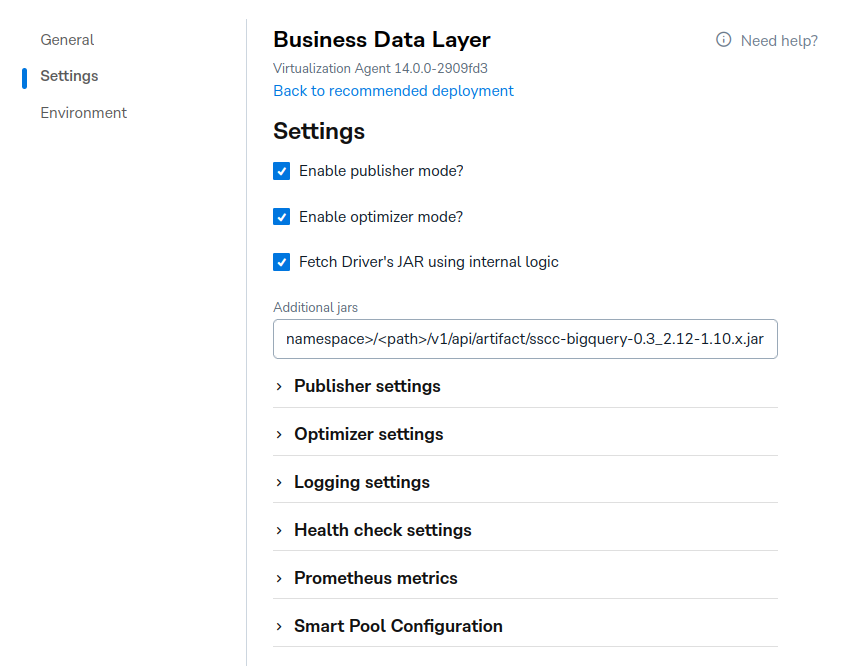 General
Settings
Environment
Business Data Layer
Need help?
Virtualization Agent 14.0.0-2909fd3
Back to recommended deployment
Settings
Enable publisher mode?
Enable optimizer mode?
Fetch Driver's JAR using internal logic
Additional jars
namespace>/<path>/v1/api/artifact/sscc-bigquery-0.3_2.12-1.10.x.jar
Publisher settings
Optimizer settings
Logging settings
Health check settings
Prometheus metrics
Smart Pool Configuration